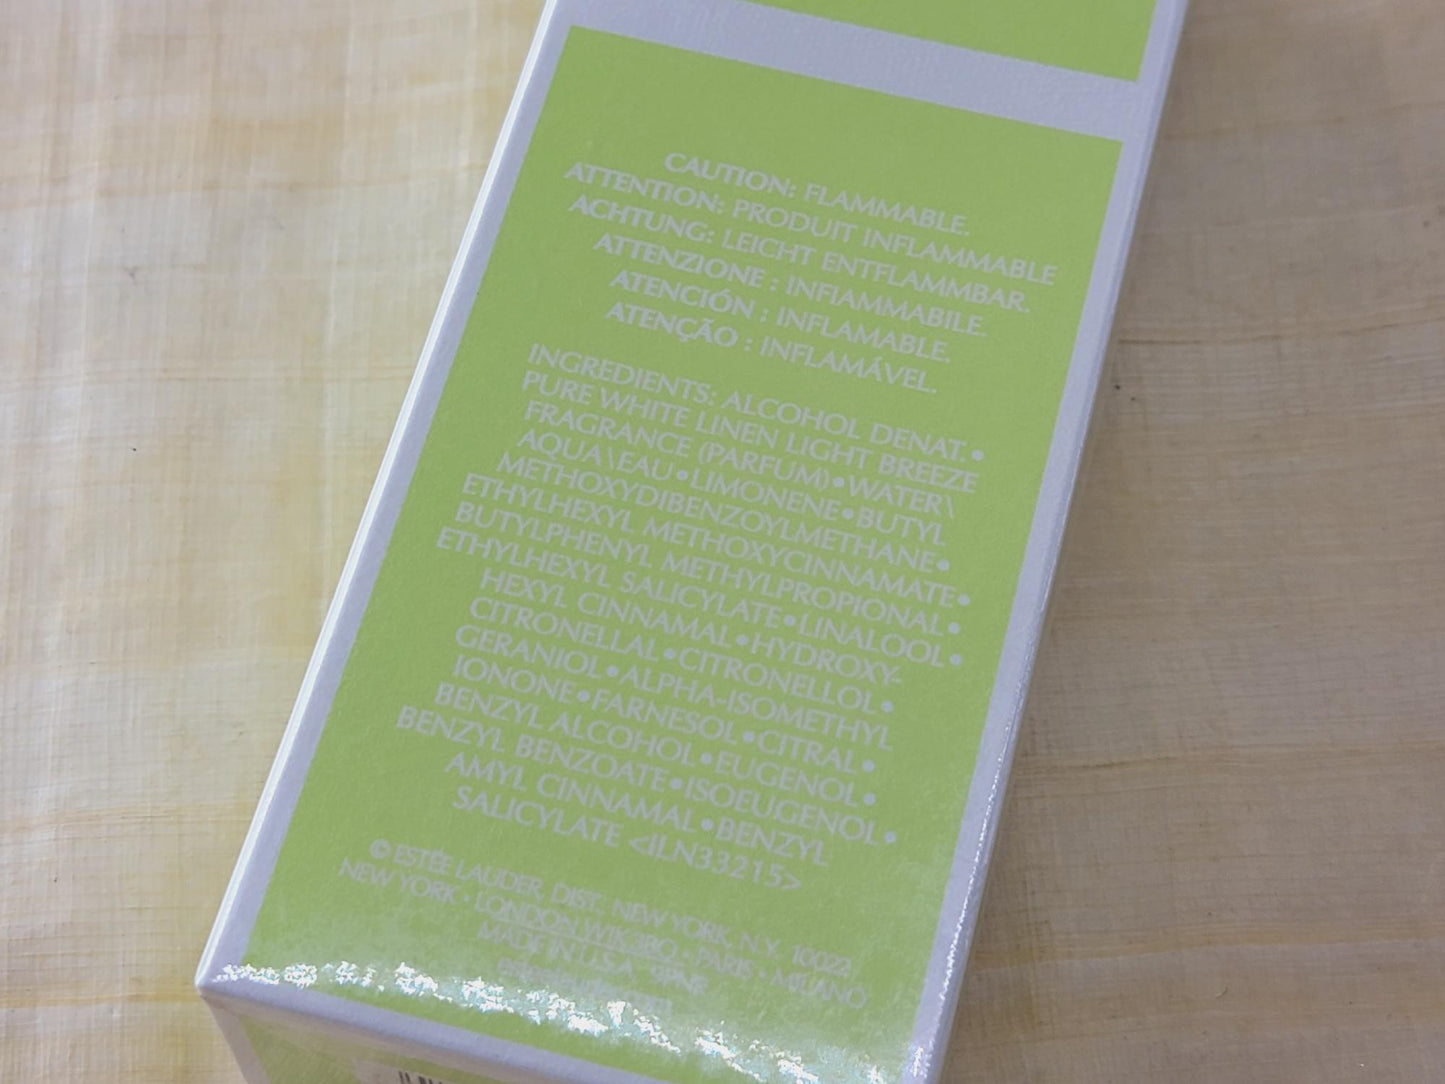 CAUTION: FLAMMABLE.
ATTENTION: PRODUIT INFLAMMABLE
ACHTUNG: LEICHT ENTFLAMMBAR.
ATTENZIONE : INFIAMMABILE.
ATENCIÓN : INFLAMABLE.
ATENÇÃO : INFLAMÁVEL.
INGREDIENTS: ALCOHOL DENAT.•
PURE WHITE LINEN LIGHT BREEZE
FRAGRANCE (PARFUM)•WATER\
AQUA\EAU•LIMONENE•BUTYL
METHOXYDIBENZOYLMETHANE•
ETHYLHEXYL METHOXYCINNAMATE•
BUTYLPHENYL METHYLPROPIONAL•
ETHYLHEXYL SALICYLATE•LINALOOL•
HEXYL CINNAMAL•HYDROXY-
CITRONELLAL•CITRONELLOL•
GERANIOL•ALPHA-ISOMETHYL
IONONE•FARNESOL•CITRAL•
BENZYL ALCOHOL•EUGENOL•
BENZYL BENZOATE•ISOEUGENOL•
AMYL CINNAMAL•BENZYL
SALICYLATE <ILN33215>
© ESTÉE LAUDER, DIST. NEW YORK, N.Y. 10022
NEW YORK • LONDON W1K 3BQ • PARIS • MILANO
MADE IN U.S.A.